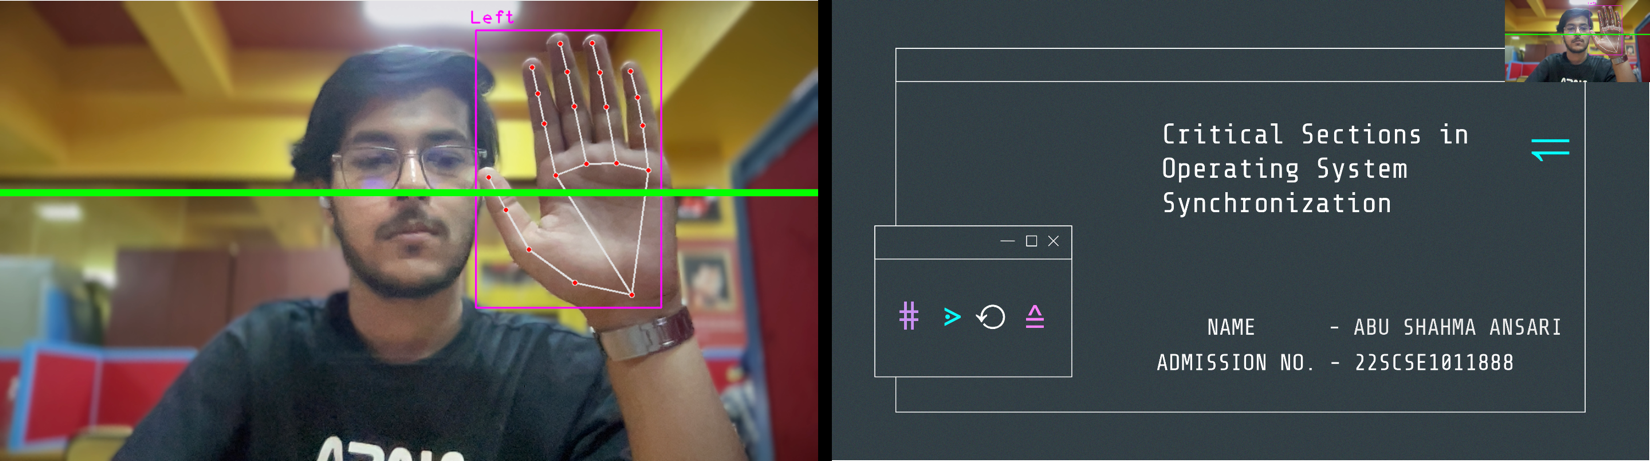 Left
Critical Sections in
Operating System
Synchronization
NAME - ABU SHAHMA ANSARI
ADMISSION NO. - 22SCSE1011888